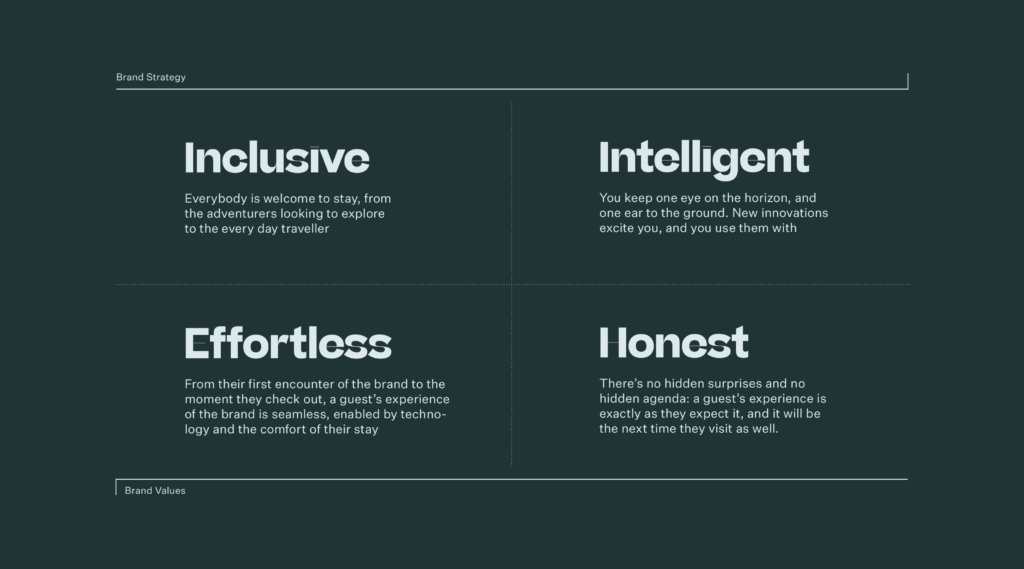 Brand Strategy
Inclusive
Everybody is welcome to stay, from
the adventurers looking to explore
to the every day traveller
Intelligent
You keep one eye on the horizon, and
one ear to the ground. New innovations
excite you, and you use them with
Effortless
From their first encounter of the brand to the
moment they check out, a guest's experience
of the brand is seamless, enabled by techno-
logy and the comfort of their stay
Honest
There's no hidden surprises and no
hidden agenda: a guest's experience is
exactly as they expect it, and it will be
the next time they visit as well.
Brand Values